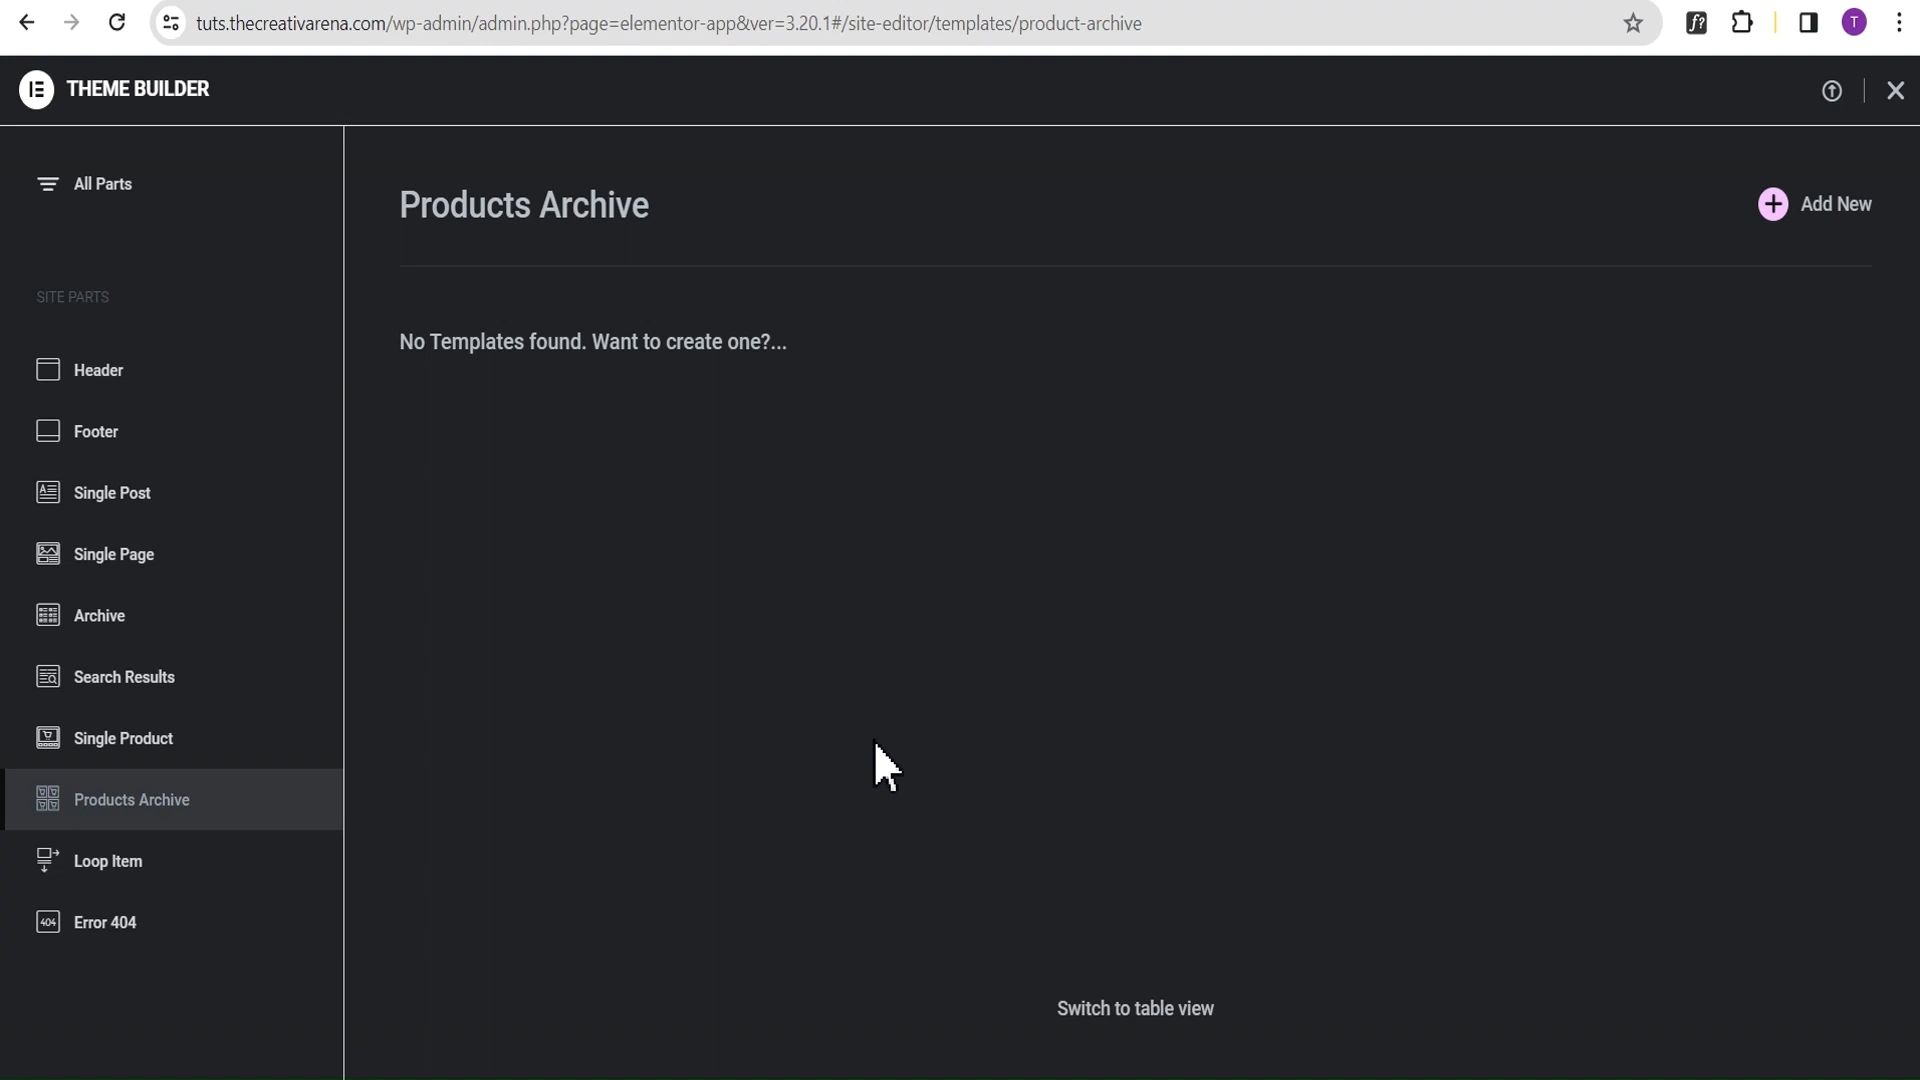 tuts.thecreativarena.com/wp-admin/admin.php?page=elementor-app&ver=3.20.1#/site-editor/templates/product-archive
f?
T
THEME BUILDER
All Parts
Products Archive
Add New
SITE PARTS
No Templates found. Want to create one?...
Header
Footer
Single Post
Single Page
Archive
Search Results
Single Product
Products Archive
Loop Item
404 Error 404
Switch to table view